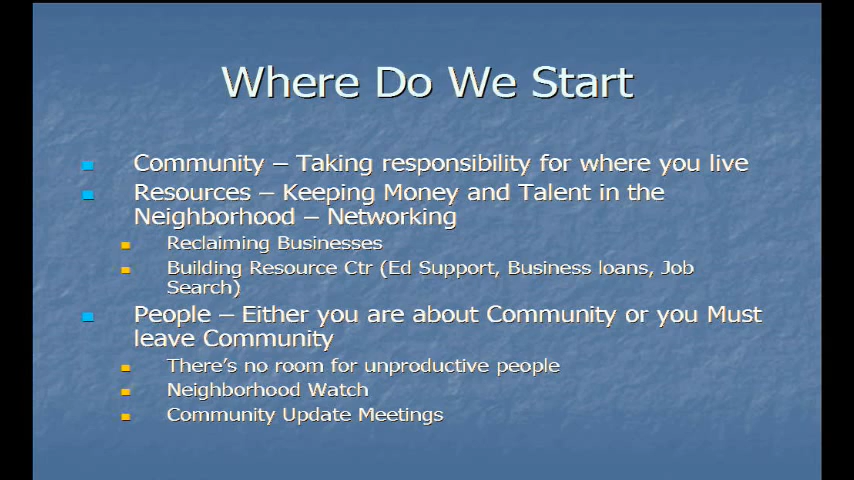 Where Do We Start
Community – Taking responsibility for where you live
Resources – Keeping Money and Talent in the
Neighborhood – Networking
Reclaiming Businesses
Building Resource Ctr (Ed Support, Business loans, Job
Search)
People – Either you are about Community or you Must
leave Community
There's no room for unproductive people
Neighborhood Watch
Community Update Meetings